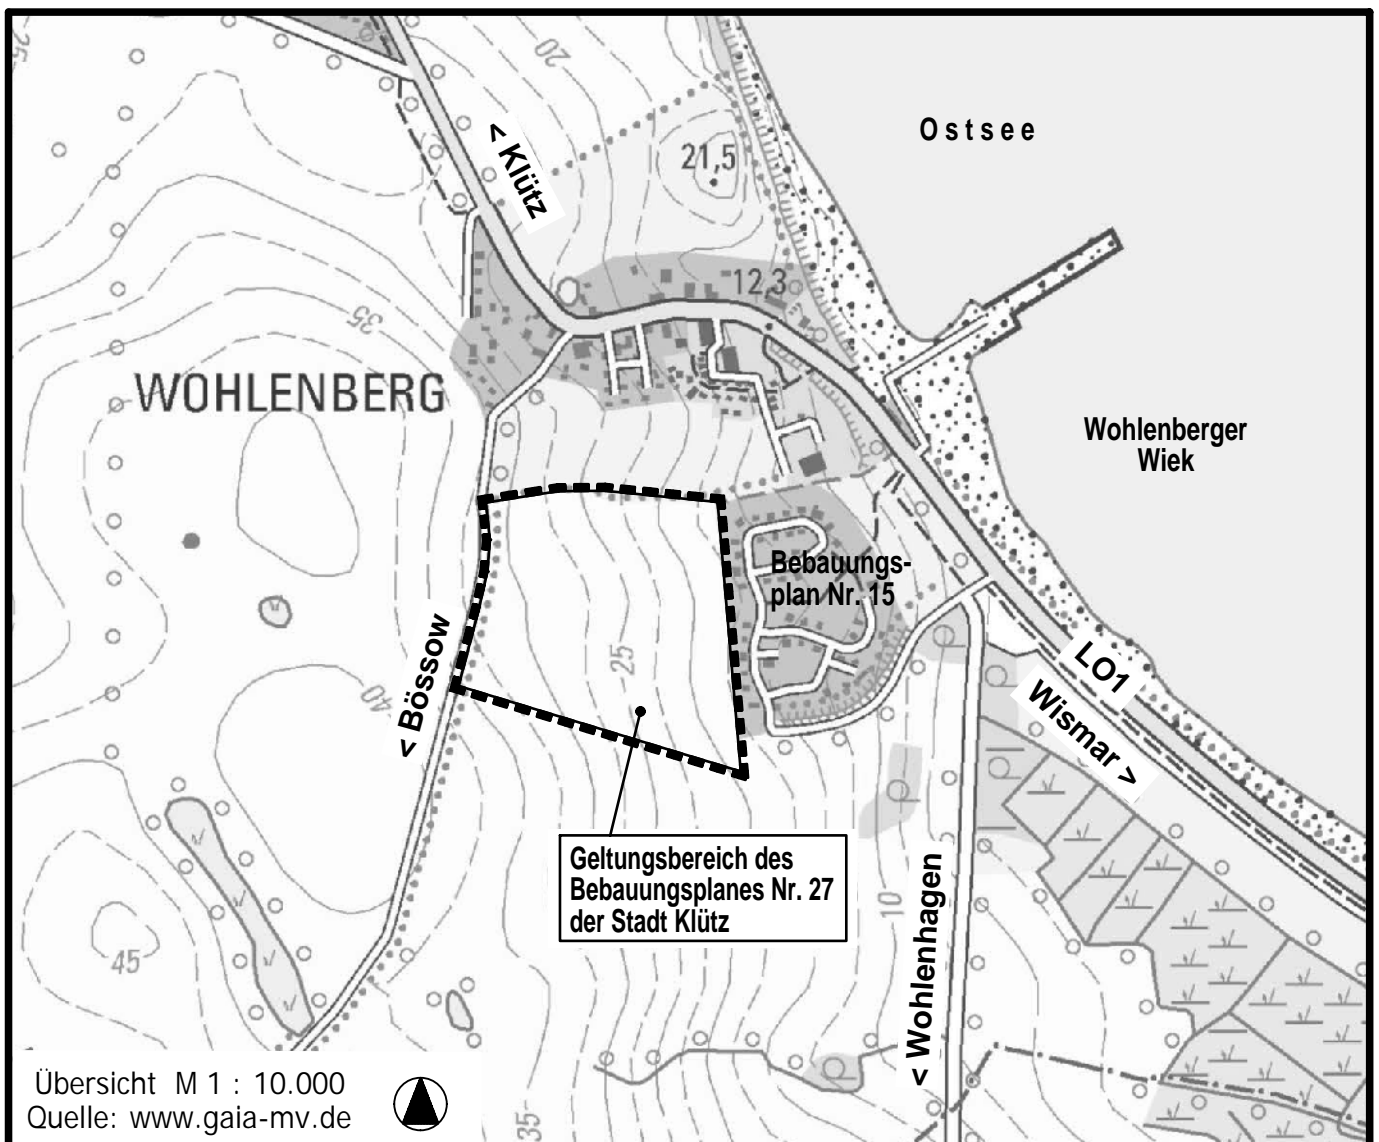 25
20
< Klütz
21,5
Ostsee
12,3
35
WOHLENBERG
Wohlenberger
Wiek
Bebauungs-
plan Nr. 15
< Bössow
25
40
LO1
Wismar >
Geltungsbereich des
Bebauungsplanes Nr. 27
der Stadt Klütz
10
< Wohlenhagen
45
35
Übersicht M 1 : 10.000
Quelle: www.gaia-mv.de